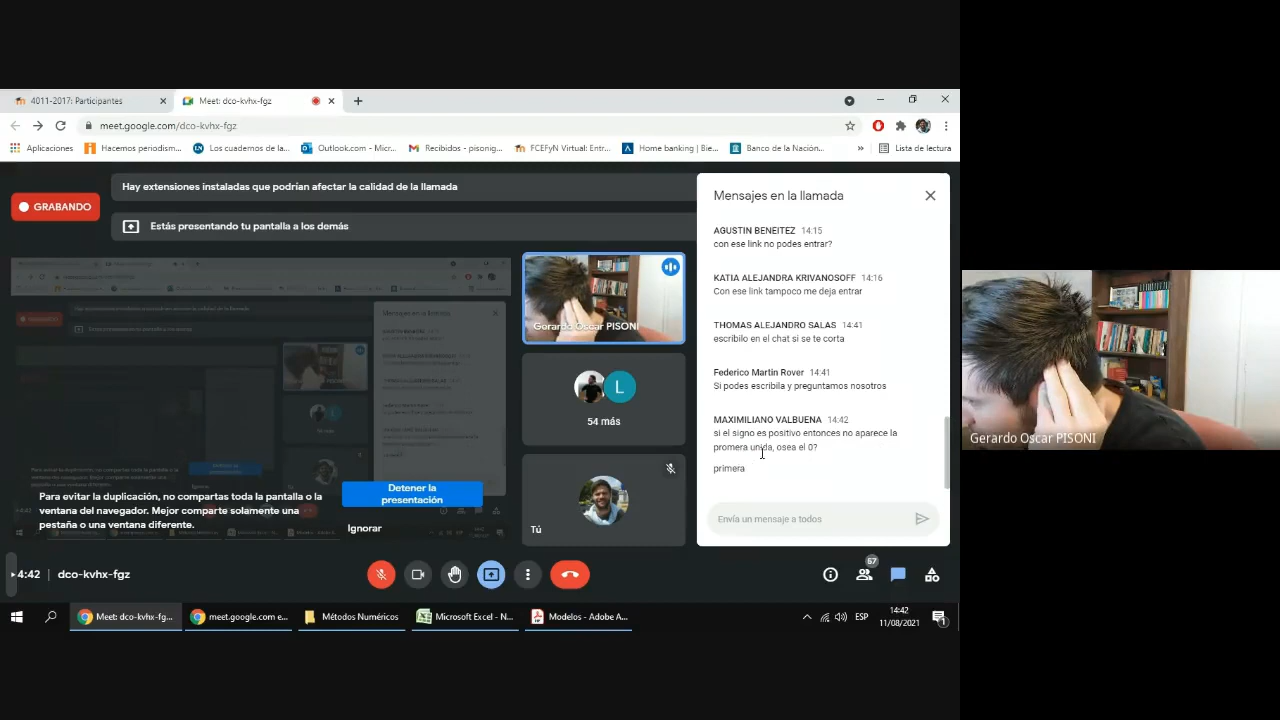 4011-2017: Participantes
Meet: dco-kvhx-fgz
meet.google.com/dco-kvhx-fgz
Aplicaciones
Hacemos periodism...
Los cuadernos de la...
Outlook.com - Micr...
Recibidos - pisonig...
FCEFyN Virtual: Entr...
Home banking | Bie...
Banco de la Nación...
»
Lista de lectura
Hay extensiones instaladas que podrían afectar la calidad de la llamada
GRABANDO
Estás presentando tu pantalla a los demás
Mensajes en la llamada
AGUSTIN BENEITEZ 14:15
con ese link no podes entrar?
KATIA ALEJANDRA KRIVANOSOFF 14:16
Con ese link tampoco me deja entrar
THOMAS ALEJANDRO SALAS 14:41
escribilo en el chat si se te corta
Federico Martin Rover 14:41
Si podes escribila y preguntamos nosotros
MAXIMILIANO VALBUENA 14:42
si el signo es positivo entonces no aparece la
promera unida, osea el 0?
primera
Envía un mensaje a todos
Gerardo Oscar PISONI
L
54 más
Tú
Para evitar la duplicación, no compartas toda la pantalla o la
ventana del navegador. Mejor comparte solamente una
pestaña o una ventana diferente.
Detener la
presentación
Ignorar
4:42 | dco-kvhx-fgz
57
Meet: dco-kvhx-fg...
meet.google.com e...
Métodos Numéricos
Microsoft Excel - N...
Modelos - Adobe A...
ESP
14:42
11/08/2021
1
Gerardo Oscar PISONI